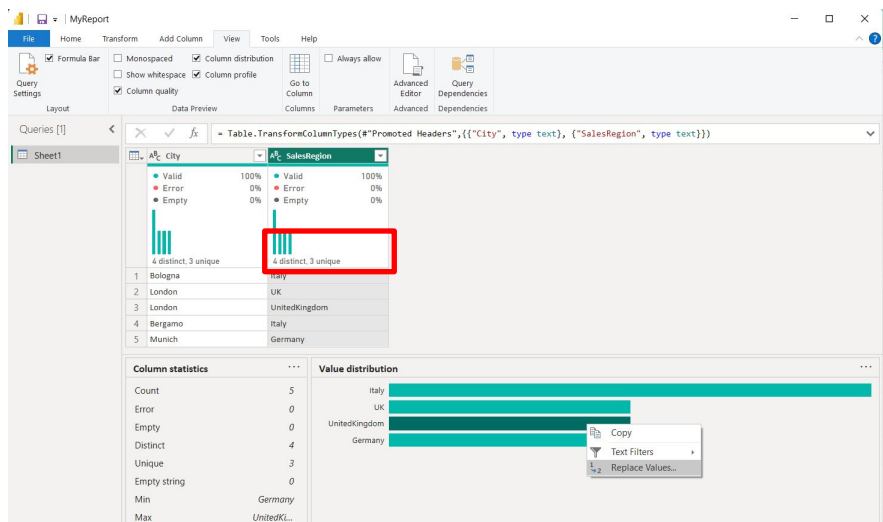 MyReport
File Home Transform Add Column View Tools Help
Query Settings
Formula Bar
Layout
Monospaced
Column distribution
Show whitespace
Column profile
Column quality
Data Preview
Go to Column
Columns
Always allow
Parameters
Advanced Editor
Advanced
Query Dependencies
Dependencies
Queries [1]
Sheet1
fx = Table.TransformColumnTypes(#"Promoted Headers",{{"City", type text}, {"SalesRegion", type text}})
ABC City ABC SalesRegion
Valid 100% Valid 100%
Error 0% Error 0%
Empty 0% Empty 0%
4 distinct, 3 unique 4 distinct, 3 unique
1 Bologna Italy
2 London UK
3 London UnitedKingdom
4 Bergamo Italy
5 Munich Germany
Column statistics ...
Count 5
Error 0
Empty 0
Distinct 4
Unique 3
Empty string 0
Min Germany
Max UnitedKi...
Value distribution ...
Italy
UK
UnitedKingdom
Germany
Copy
Text Filters
Replace Values...